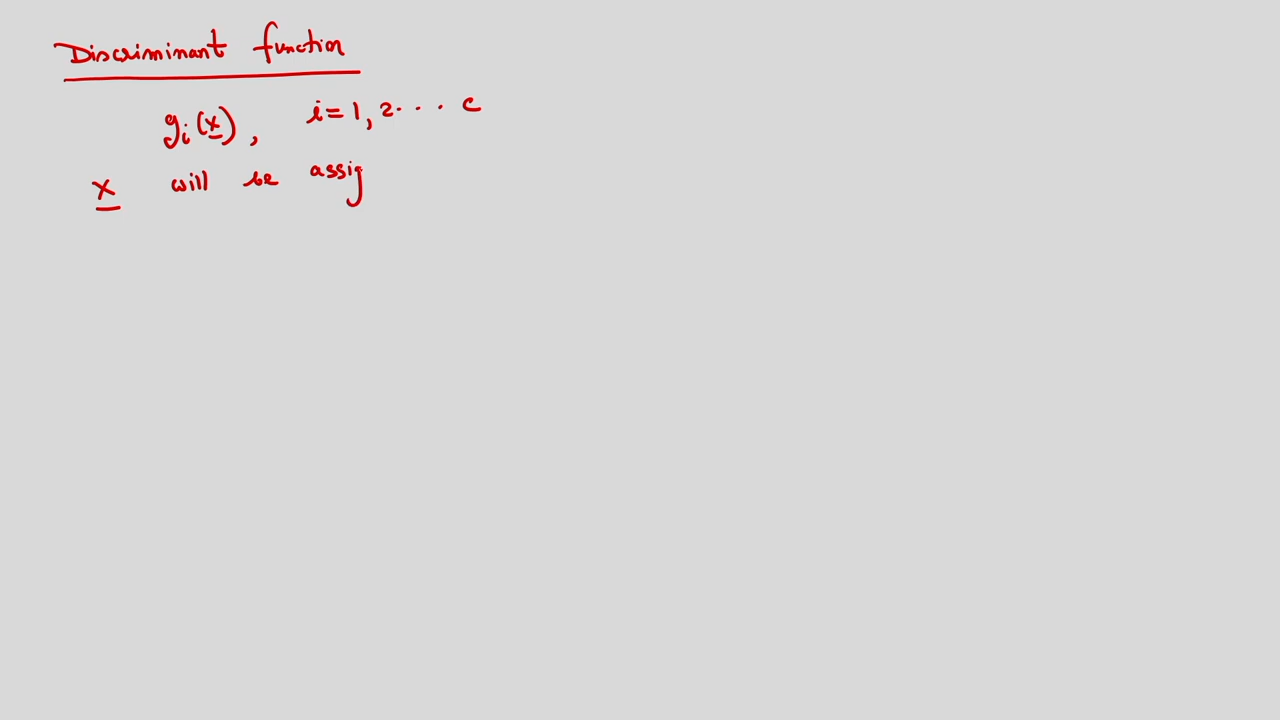 Discriminant function
gi(x), i=1, 2... c
x will be assig